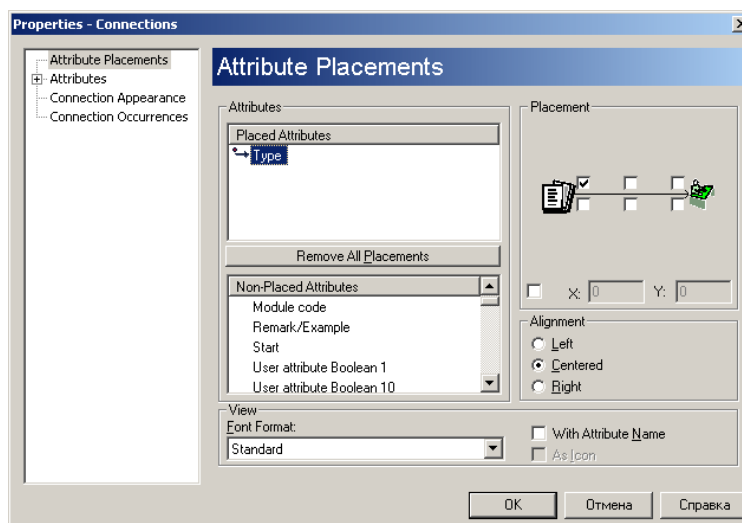 Properties - Connections
Attribute Placements
Attributes
Connection Appearance
Connection Occurrences
Attribute Placements
Attributes
Placed Attributes
Type
Remove All Placements
Non-Placed Attributes
Module code
Remark/Example
Start
User attribute Boolean 1
User attribute Boolean 10
Placement
X: 0 Y: 0
Alignment
Left
Centered
Right
View
Font Format:
Standard
With Attribute Name
As Icon
OK Отмена Справка